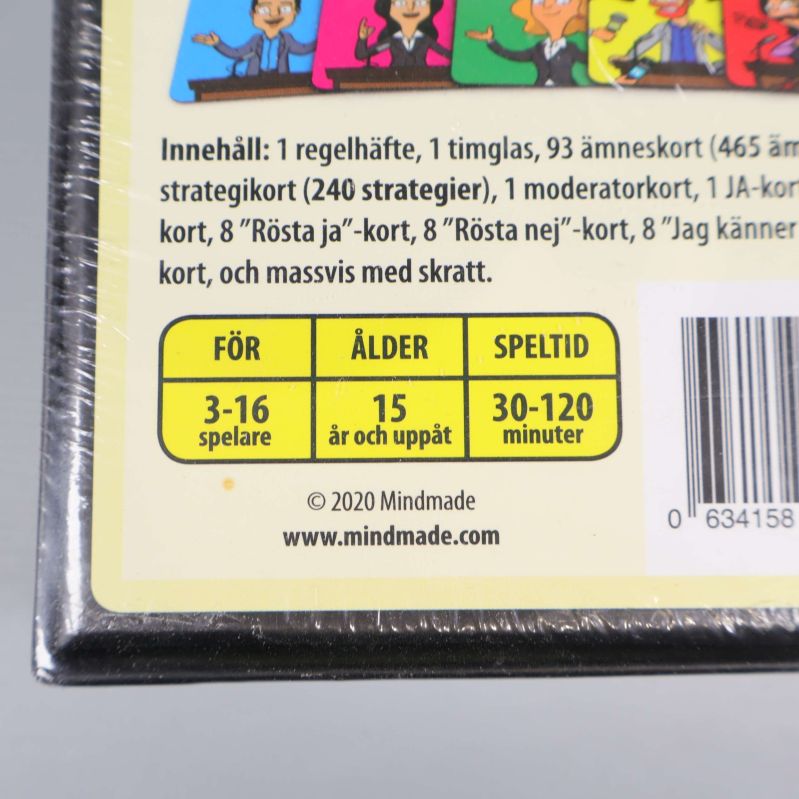 Innehåll: 1 regelhäfte, 1 timglas, 93 ämneskort (465
strategikort (240 strategier), 1 moderatorkort, 1 JA-kort
kort, 8 ”Rösta ja”-kort, 8 ”Rösta nej”-kort, 8 ”Jag känner
kort, och massvis med skratt.
FÖR ÅLDER SPELTID
3-16 15 30-120
spelare år och uppåt minuter
© 2020 Mindmade
www.mindmade.com
0 634158